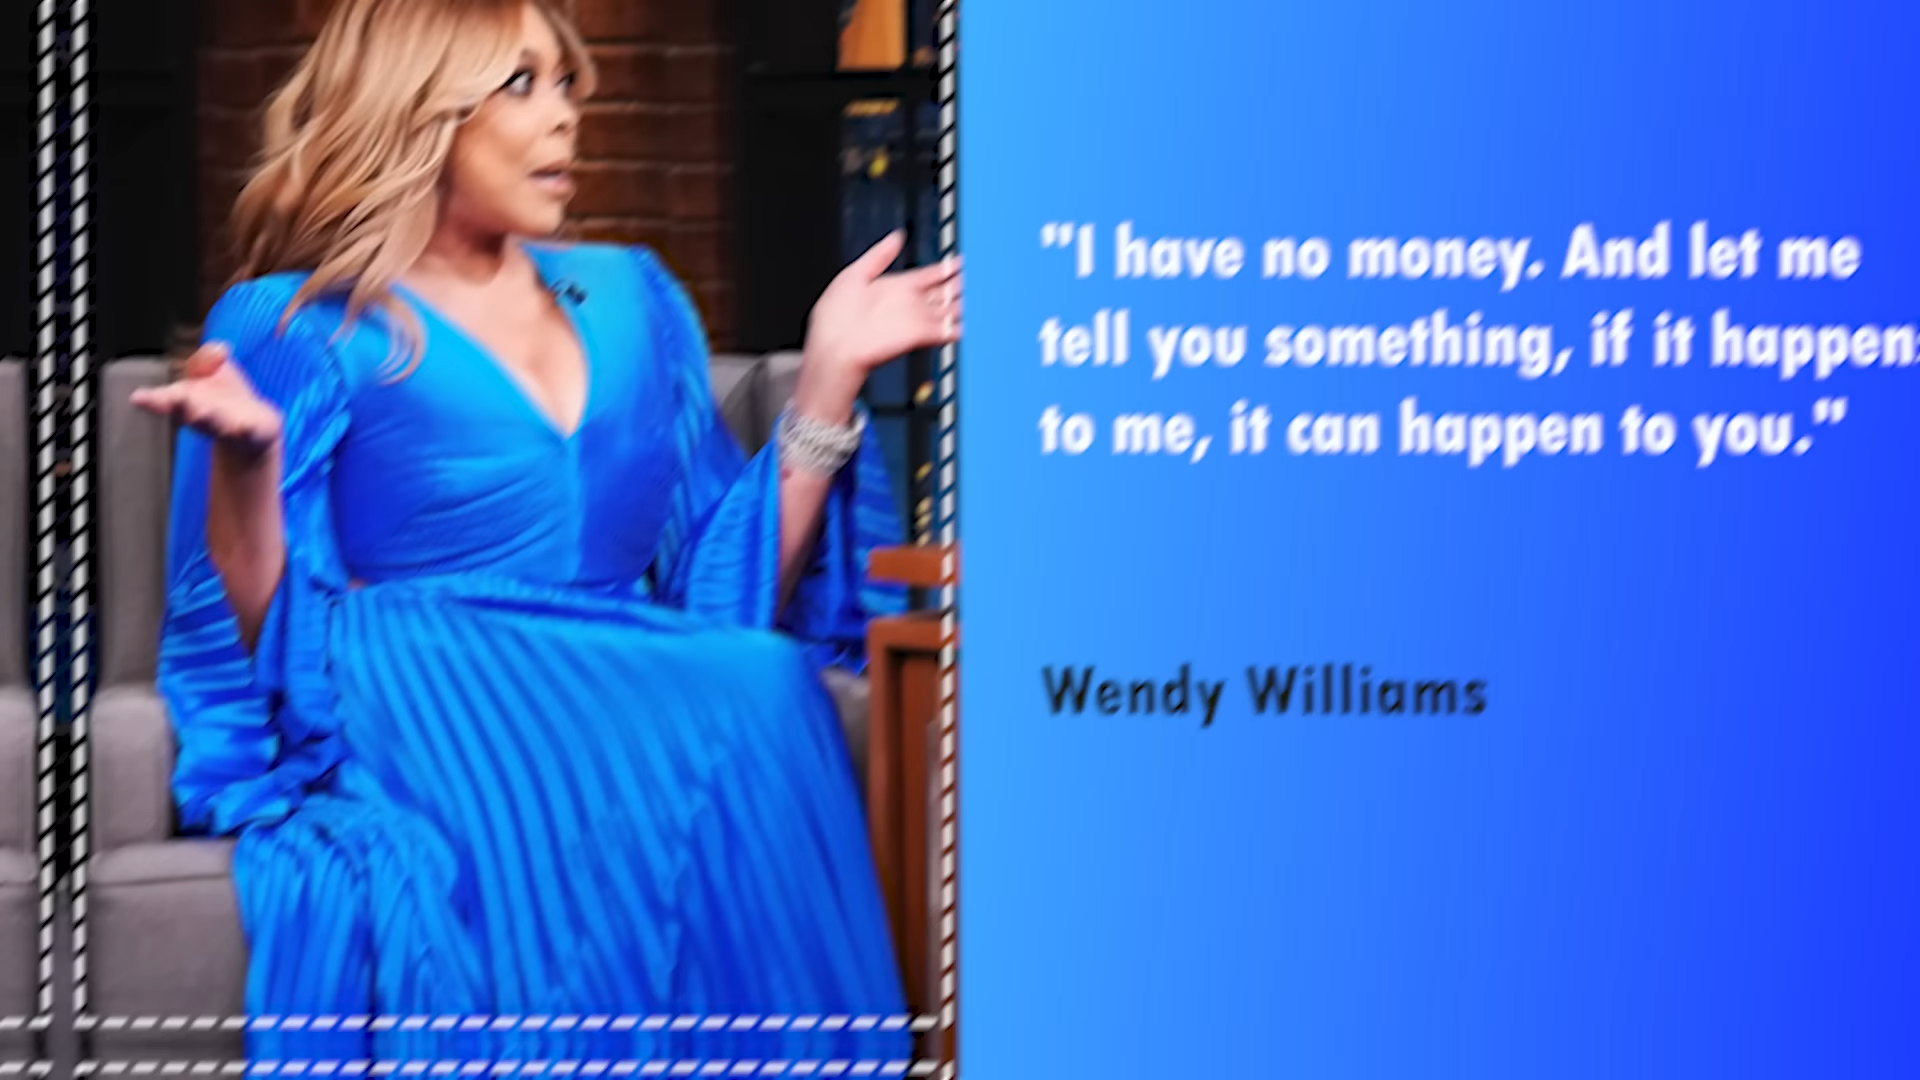 "I have no money. And let me
tell you something, if it happens
to me, it can happen to you."
Wendy Williams